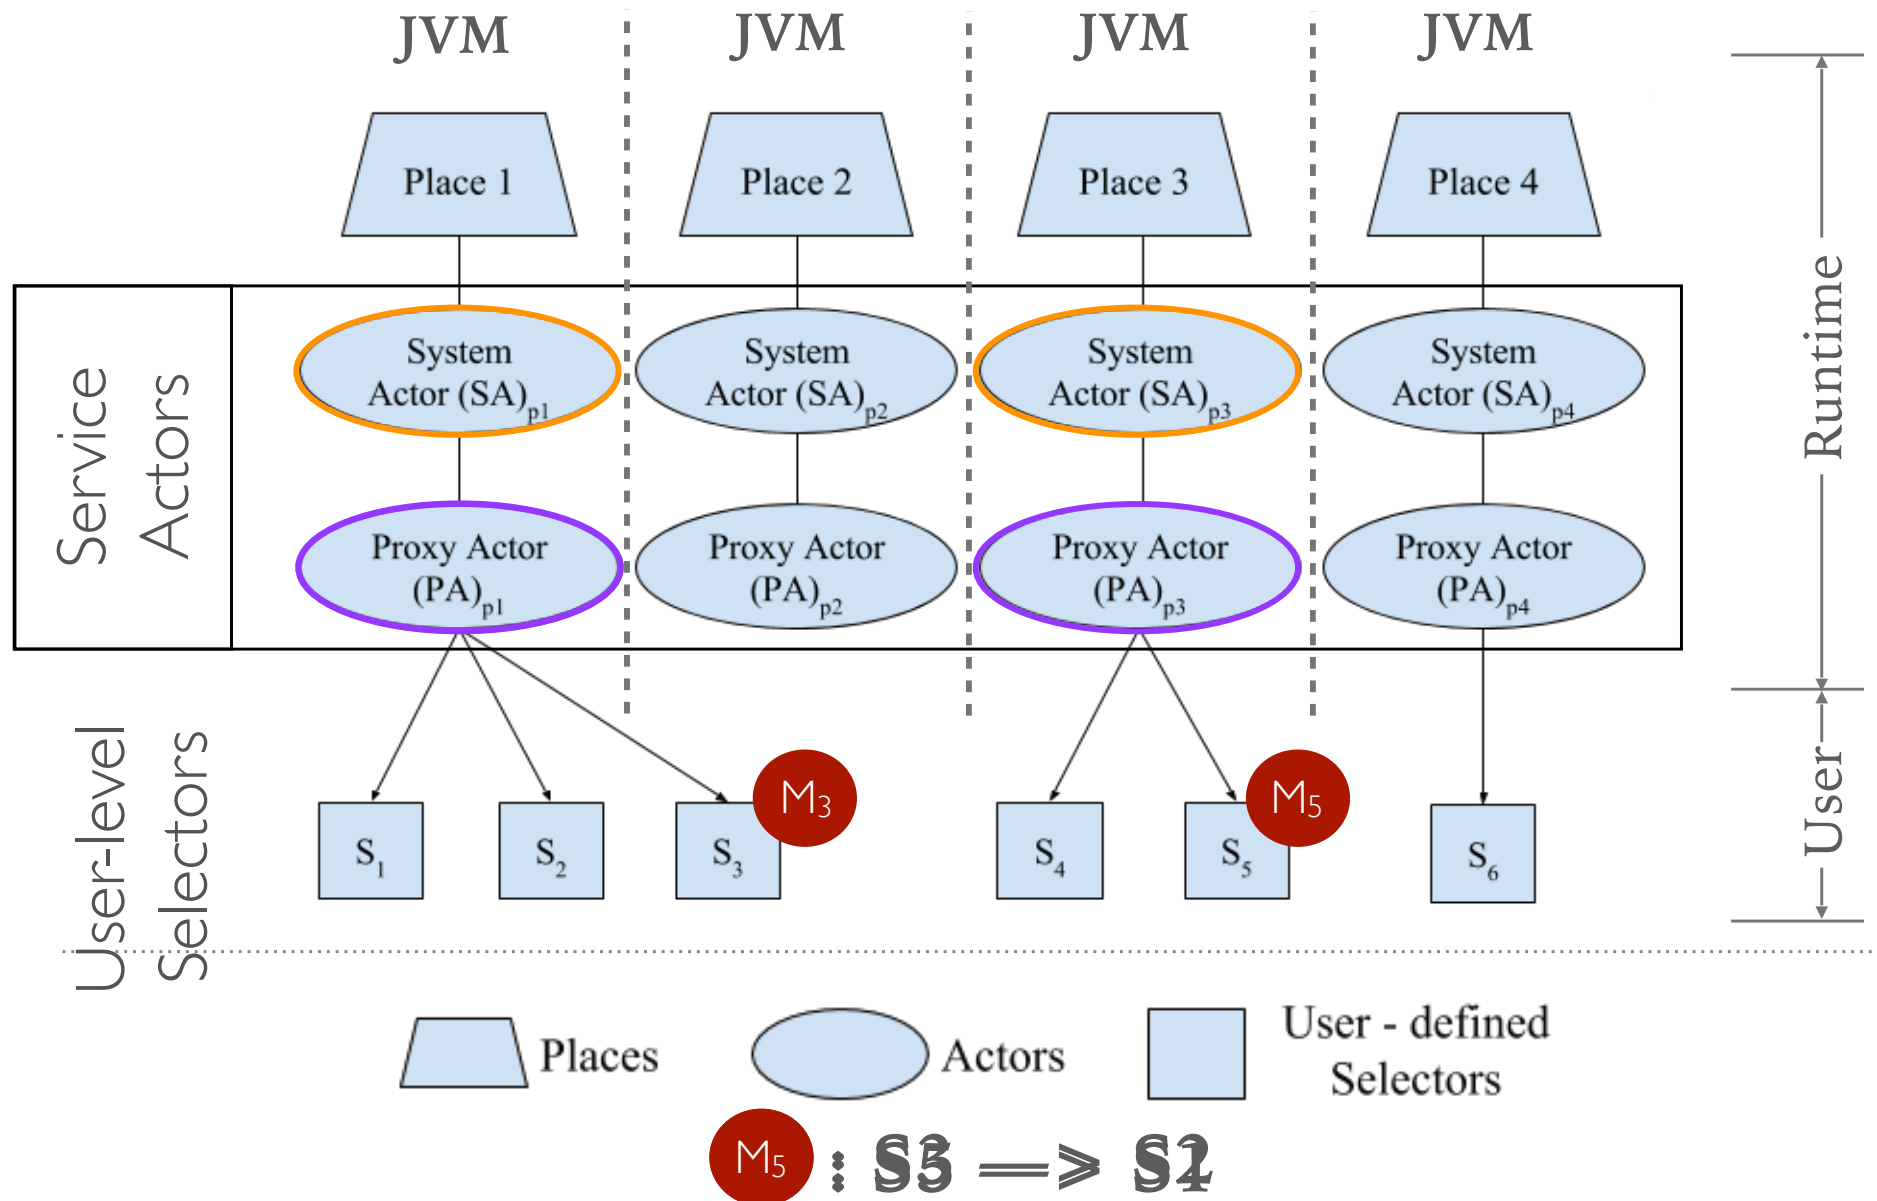 JVM JVM JVM JVM
Place 1 Place 2 Place 3 Place 4
Runtime
Service
Actors
System
Actor (SA)p1
System
Actor (SA)p2
System
Actor (SA)p3
System
Actor (SA)p4
Proxy Actor
(PA)p1
Proxy Actor
(PA)p2
Proxy Actor
(PA)p3
Proxy Actor
(PA)p4
User-level
Selectors
User
M3 M5
S1 S2 S3 S4 S5 S6
Places Actors User - defined
Selectors
M5 :